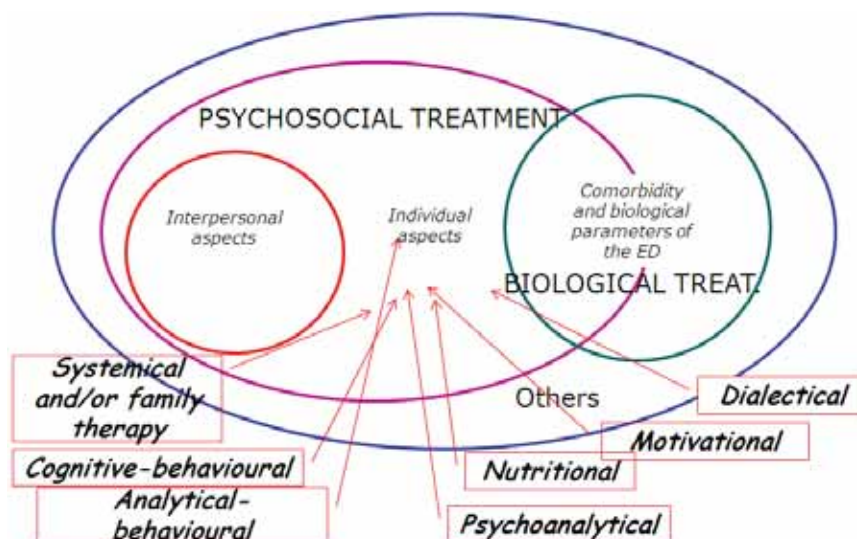 PSYCHOSOCIAL TREATMENT
Interpersonal
aspects
Individual
aspects
Comorbidity
and biological
parameters of
the ED
BIOLOGICAL TREAT.
Others
Systemical
and/or family
therapy
Cognitive-behavioural
Analytical-
behavioural
Psychoanalytical
Nutritional
Motivational
Dialectical